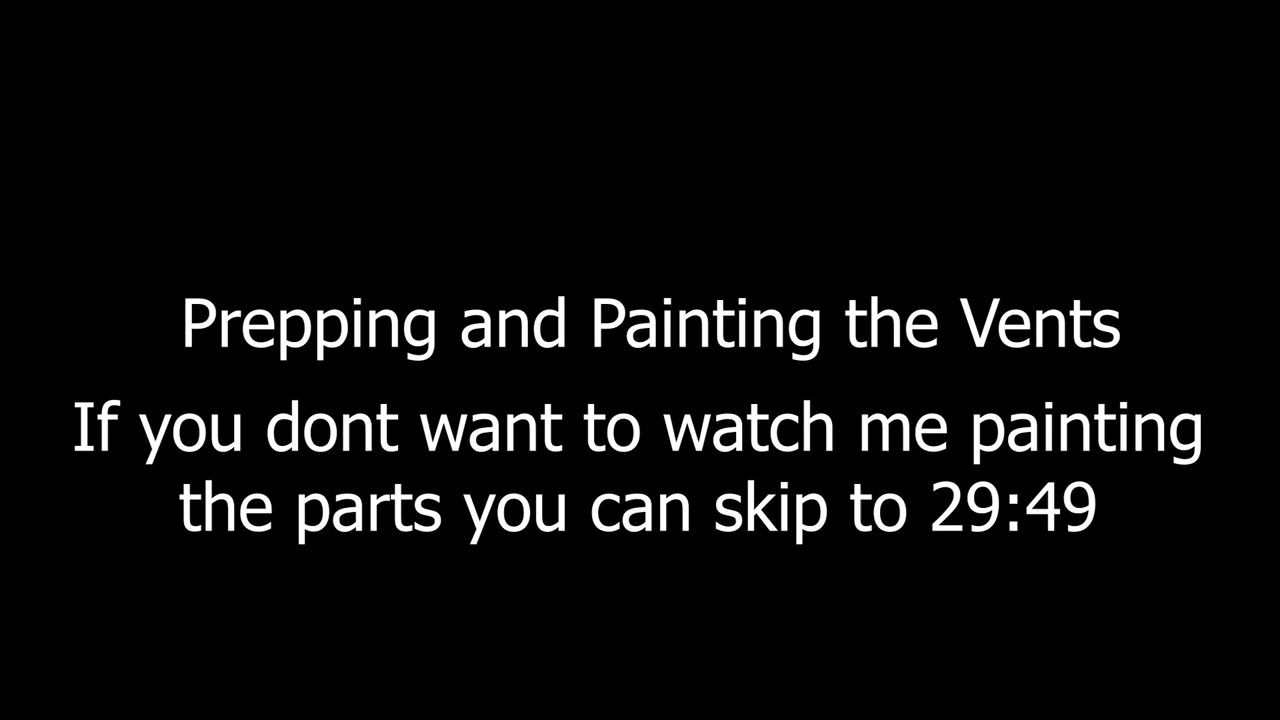 Prepping and Painting the Vents
If you dont want to watch me painting
the parts you can skip to 29:49